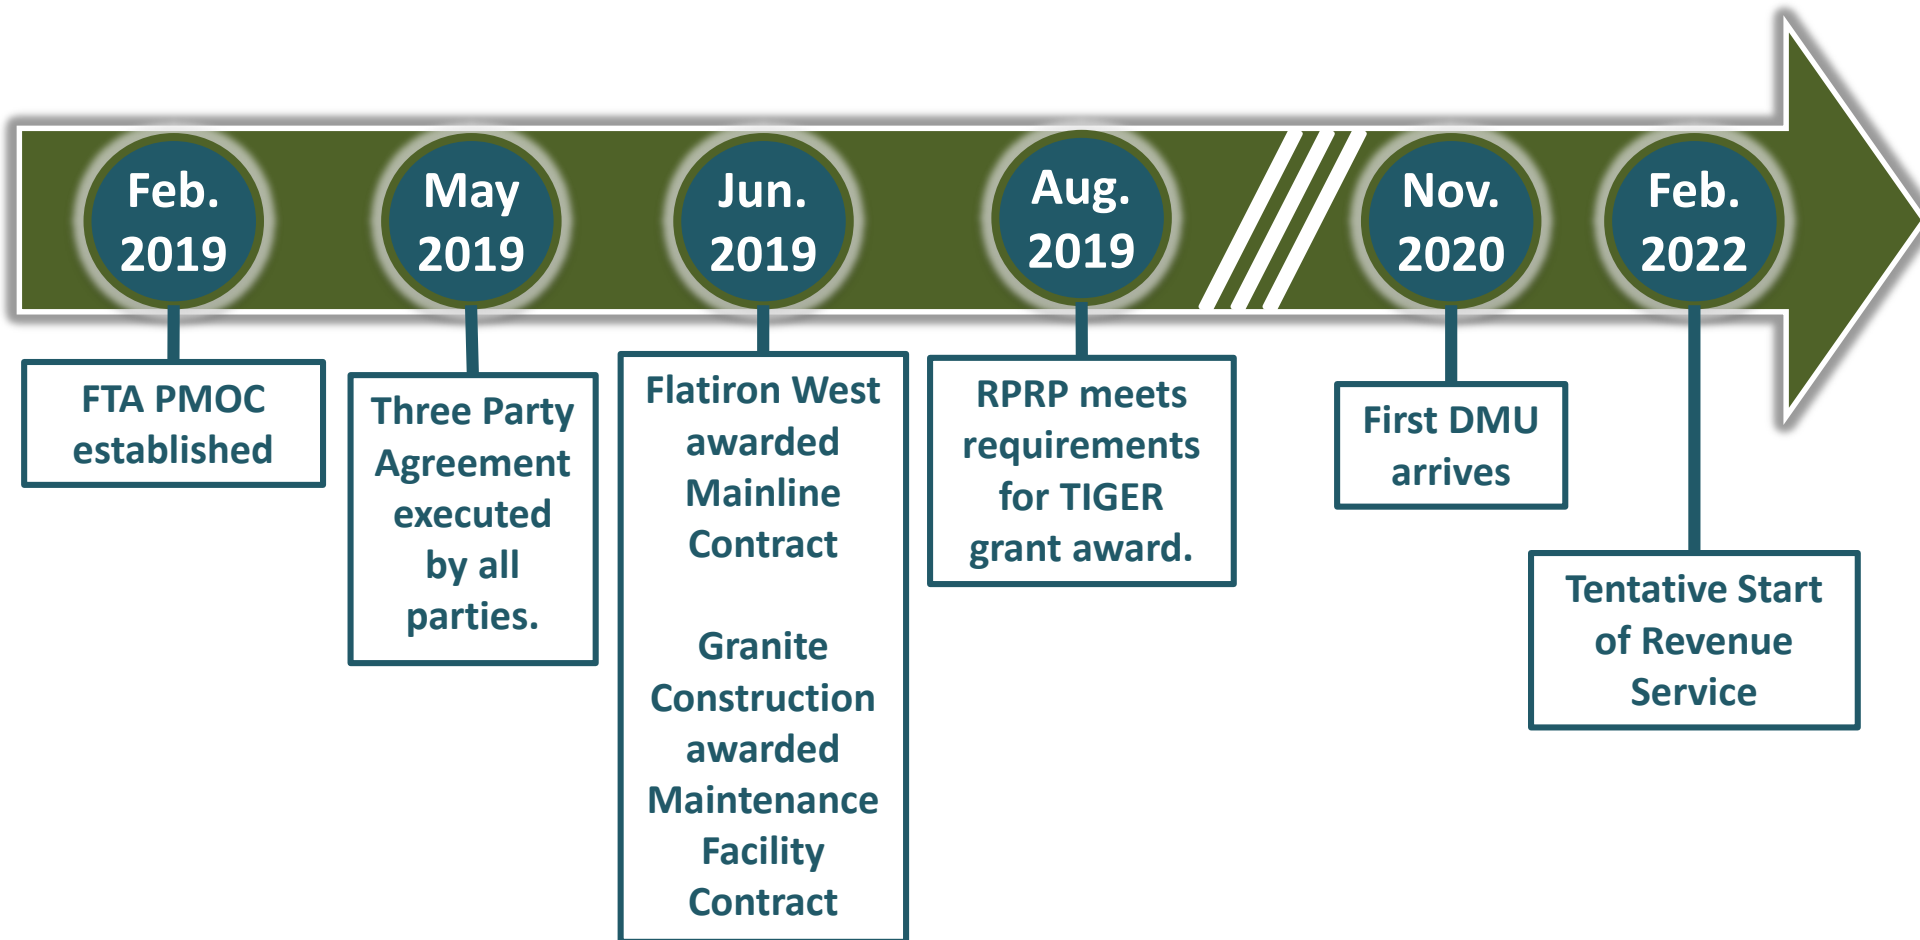 Feb.
2019
May
2019
Jun.
2019
Aug.
2019
Nov.
2020
Feb.
2022
FTA PMOC
established
Three Party
Agreement
executed
by all
parties.
Flatiron West
awarded
Mainline
Contract
Granite
Construction
awarded
Maintenance
Facility
Contract
RPRP meets
requirements
for TIGER
grant award.
First DMU
arrives
Tentative Start
of Revenue
Service